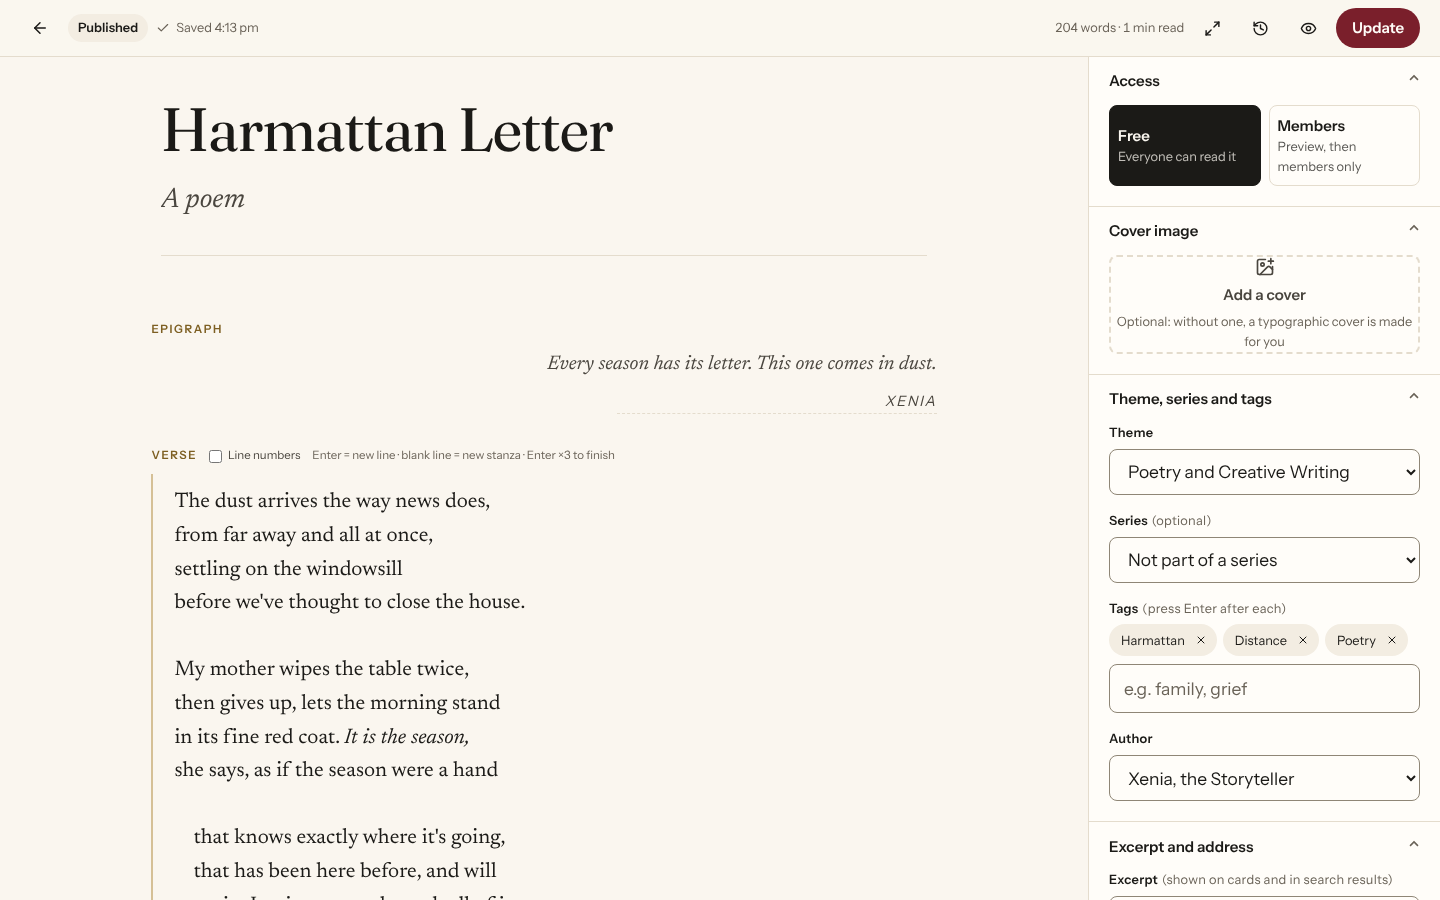 Published
Saved 4:13 pm
204 words · 1 min read
Update
Harmattan Letter
A poem
EPIGRAPH
Every season has its letter. This one comes in dust.
XENIA
VERSE
Line numbers
Enter = new line · blank line = new stanza · Enter ×3 to finish
The dust arrives the way news does,
from far away and all at once,
settling on the windowsill
before we've thought to close the house.
My mother wipes the table twice,
then gives up, lets the morning stand
in its fine red coat. It is the season,
she says, as if the season were a hand
that knows exactly where it's going,
that has been here before, and will
Access
Free
Everyone can read it
Members
Preview, then
members only
Cover image
Add a cover
Optional: without one, a typographic cover is made
for you
Theme, series and tags
Theme
Poetry and Creative Writing
Series (optional)
Not part of a series
Tags (press Enter after each)
Harmattan
Distance
Poetry
e.g. family, grief
Author
Xenia, the Storyteller
Excerpt and address
Excerpt (shown on cards and in search results)